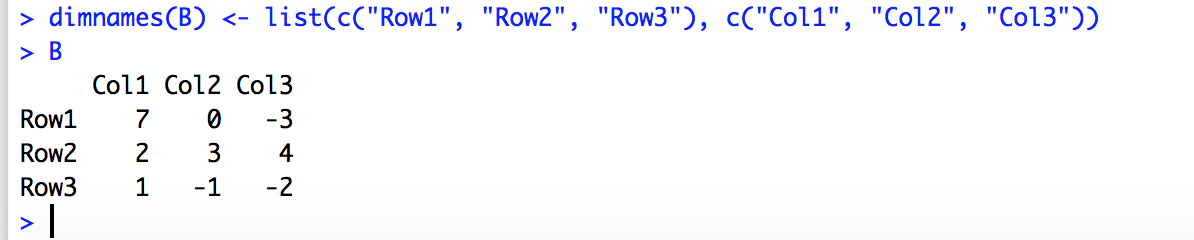 > dimnames(B) <- list(c("Row1", "Row2", "Row3"), c("Col1", "Col2", "Col3"))
> B
     Col1 Col2 Col3
Row1    7    0   -3
Row2    2    3    4
Row3    1   -1   -2
>